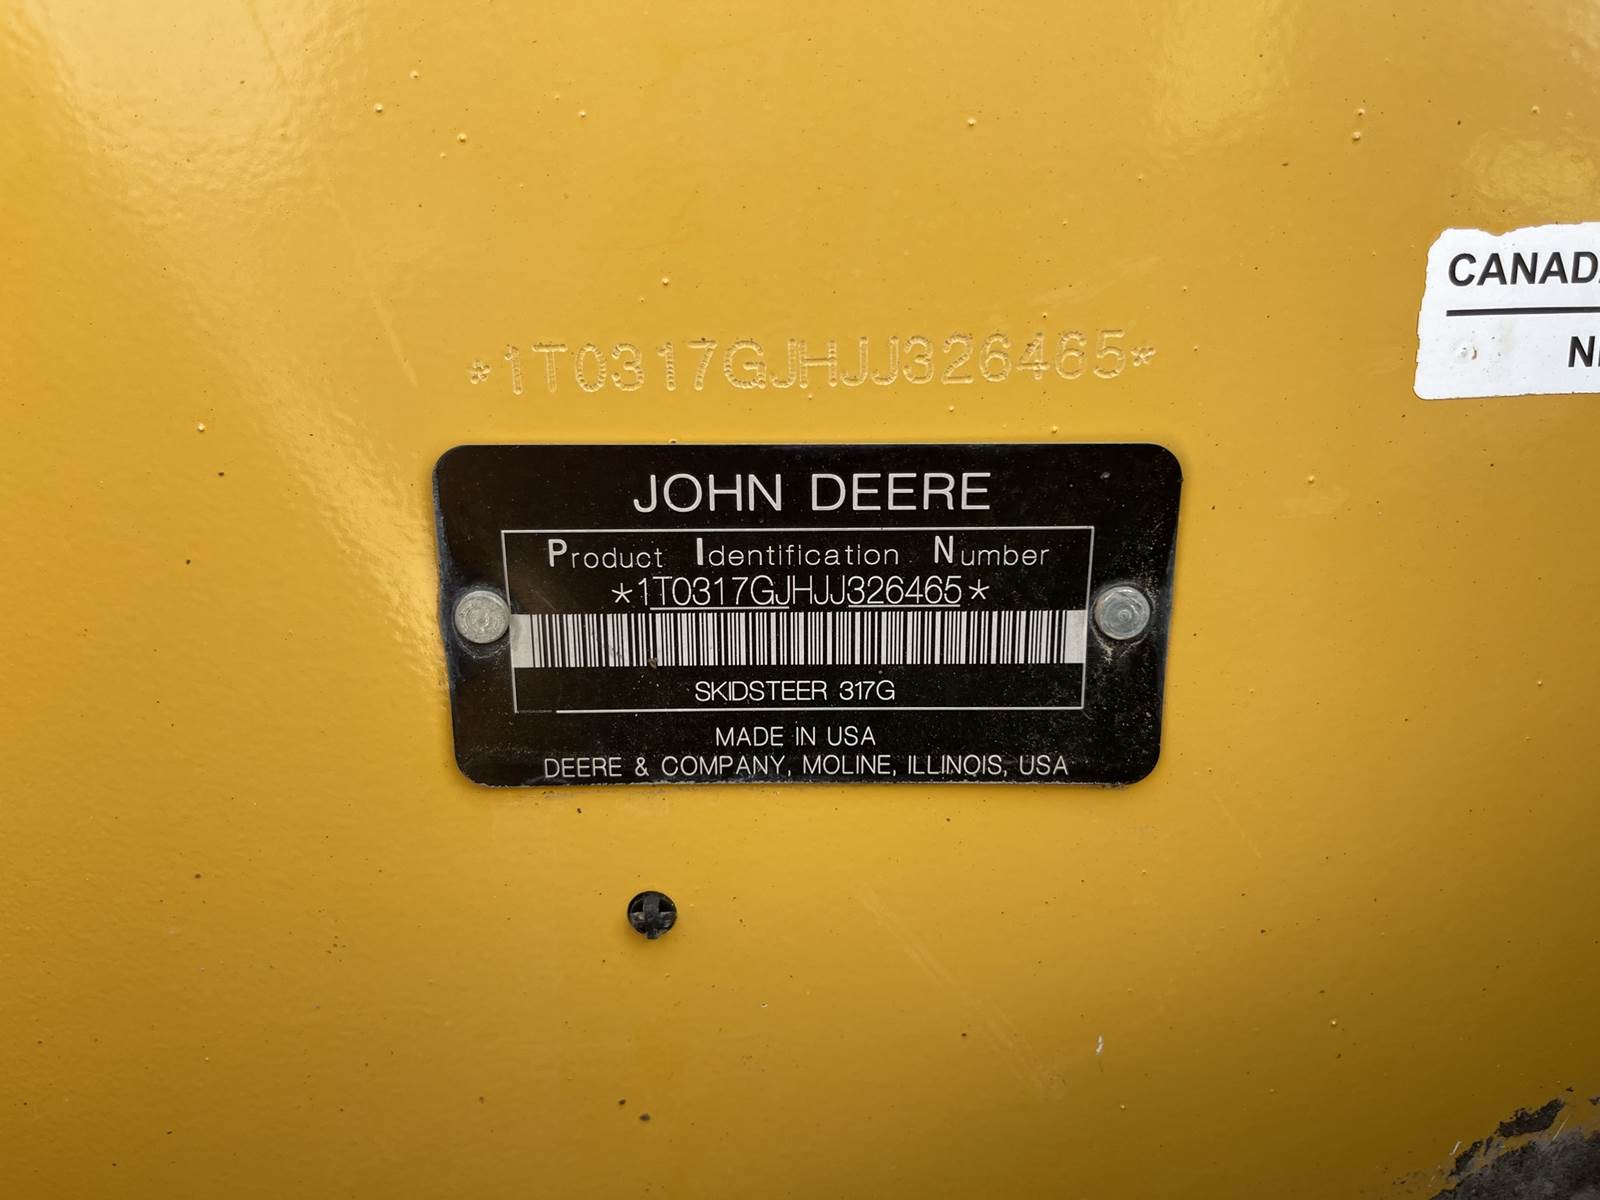 *1T0317GJHJJ326465*
JOHN DEERE
Product Identification Number
*1T0317GJHJJ326465*
SKIDSTEER 317G
MADE IN USA
DEERE & COMPANY, MOLINE, ILLINOIS, USA